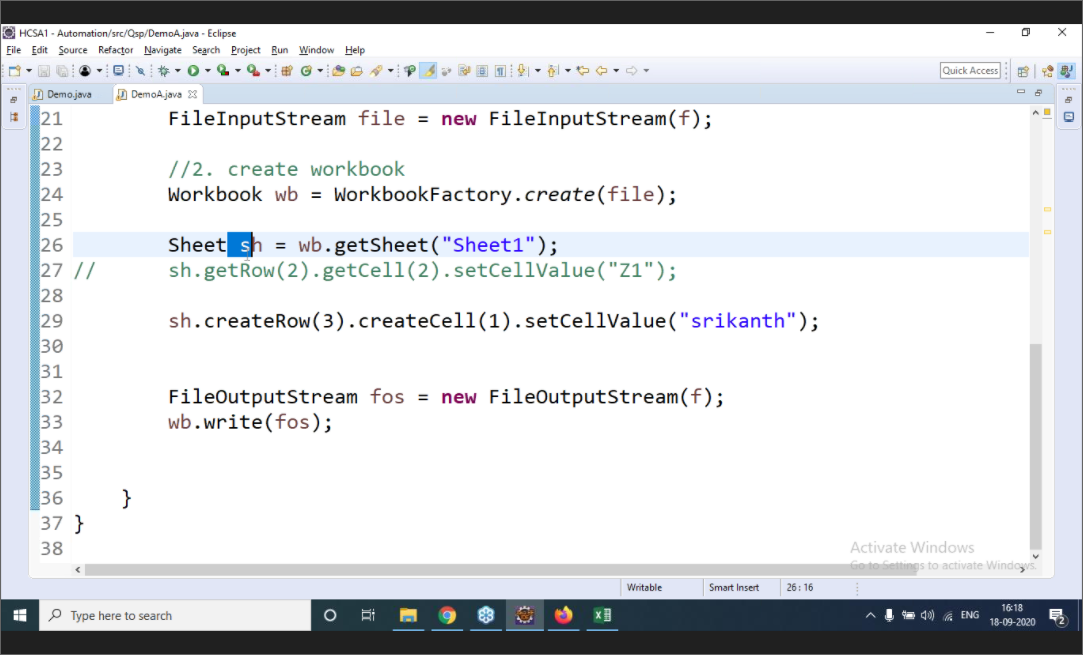 HCSA1 - Automation/src/Qsp/DemoA.java - Eclipse
File Edit Source Refactor Navigate Search Project Run Window Help
Quick Access
Demo.java DemoA.java
21 FileInputStream file = new FileInputStream(f);
22
23 //2. create workbook
24 Workbook wb = WorkbookFactory.create(file);
25
26 Sheet sh = wb.getSheet("Sheet1");
27 // sh.getRow(2).getCell(2).setCellValue("Z1");
28
29 sh.createRow(3).createCell(1).setCellValue("srikanth");
30
31
32 FileOutputStream fos = new FileOutputStream(f);
33 wb.write(fos);
34
35
36 }
37 }
38
Activate Windows
Go to Settings to activate Windows.
Writable Smart Insert 26 : 16
Type here to search
ENG
16:18
18-09-2020
2